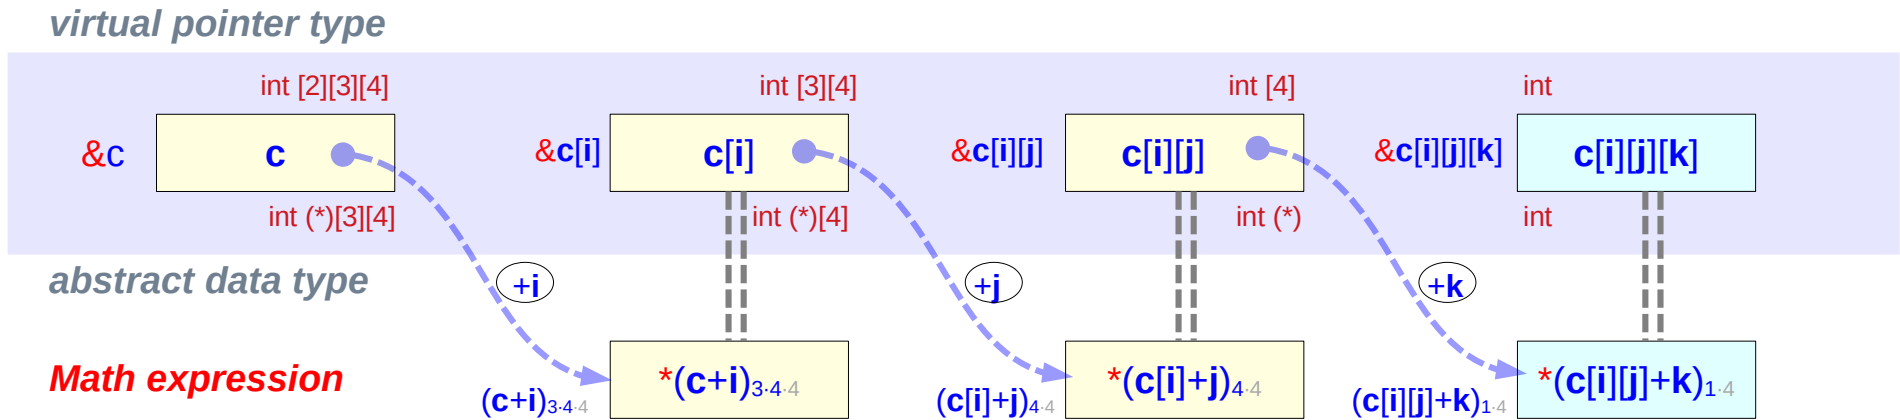 virtual pointer type
int [2][3][4] int [3][4] int [4] int
&c c &c[i] c[i] &c[i][j] c[i][j] &c[i][j][k] c[i][j][k]
int (*)[3][4] int (*)[4] int (*) int
abstract data type +i +j +k
Math expression *(c+i)3·4·4 *(c[i]+j)4·4 *(c[i][j]+k)1·4
(c+i)3·4·4 (c[i]+j)4·4 (c[i][j]+k)1·4